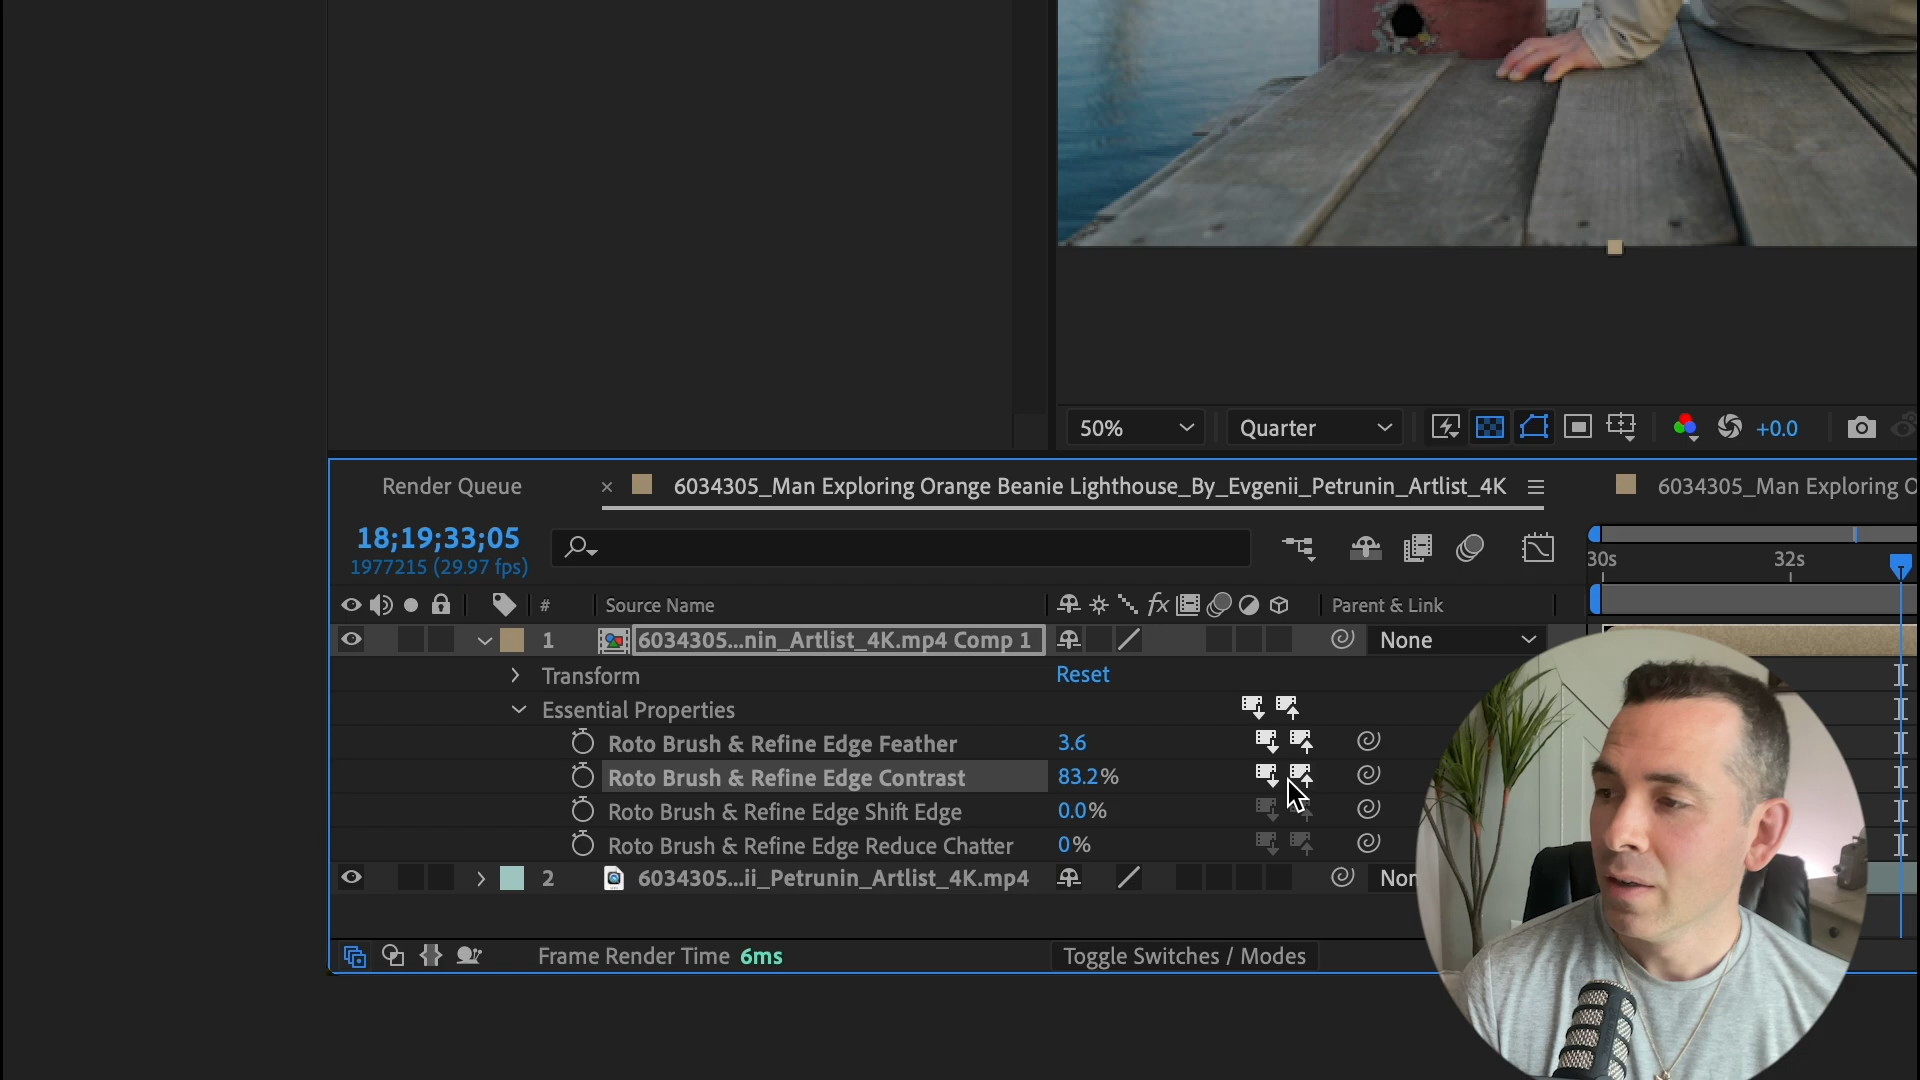 50%
Quarter
+0.0
Render Queue
× 6034305_Man Exploring Orange Beanie Lighthouse_By_Evgenii_Petrunin_Artlist_4K
6034305_Man Exploring
18;19;33;05
1977215 (29.97 fps)
30s
32s
#
Source Name
fx
Parent & Link
1
6034305...nin_Artlist_4K.mp4 Comp 1
None
Transform
Reset
Essential Properties
Roto Brush & Refine Edge Feather
3.6
Roto Brush & Refine Edge Contrast
83.2%
Roto Brush & Refine Edge Shift Edge
0.0%
Roto Brush & Refine Edge Reduce Chatter
0%
2
6034305...ii_Petrunin_Artlist_4K.mp4
Frame Render Time 6ms
Toggle Switches / Modes